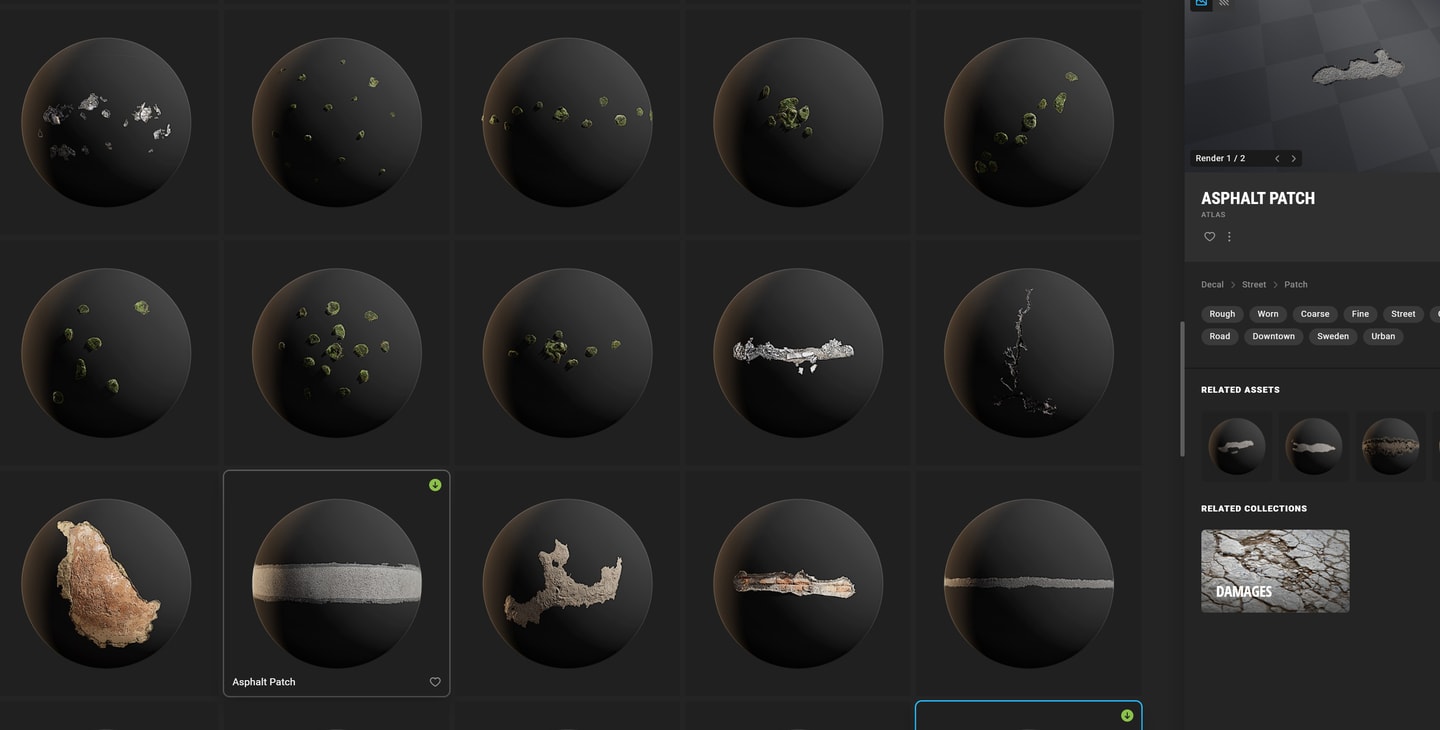 Render 1 / 2
ASPHALT PATCH
ATLAS
Decal > Street > Patch
Rough Worn Coarse Fine Street
Road Downtown Sweden Urban
RELATED ASSETS
RELATED COLLECTIONS
DAMAGES
Asphalt Patch